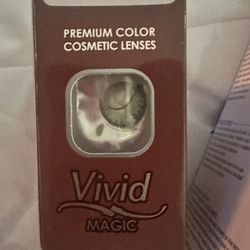 PREMIUM COLOR
COSMETIC LENSES
Vivid
MAGIC